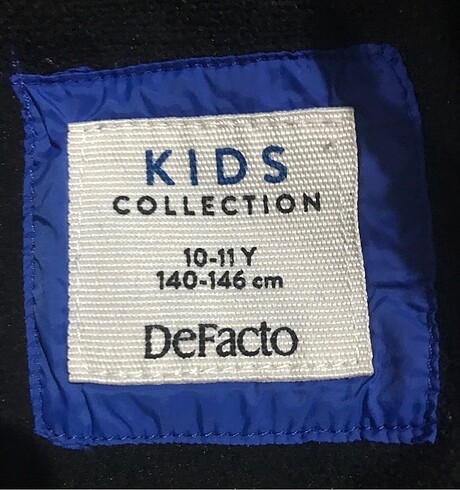 KIDS
COLLECTION
10-11 Y
140-146 cm
DeFacto